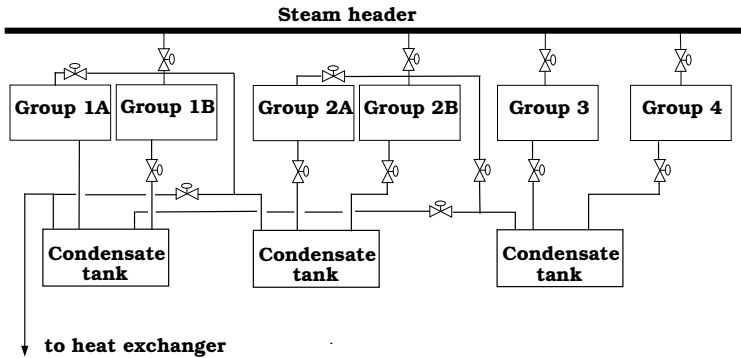 Steam header
Group 1A
Group 1B
Group 2A
Group 2B
Group 3
Group 4
Condensate
tank
Condensate
tank
Condensate
tank
to heat exchanger